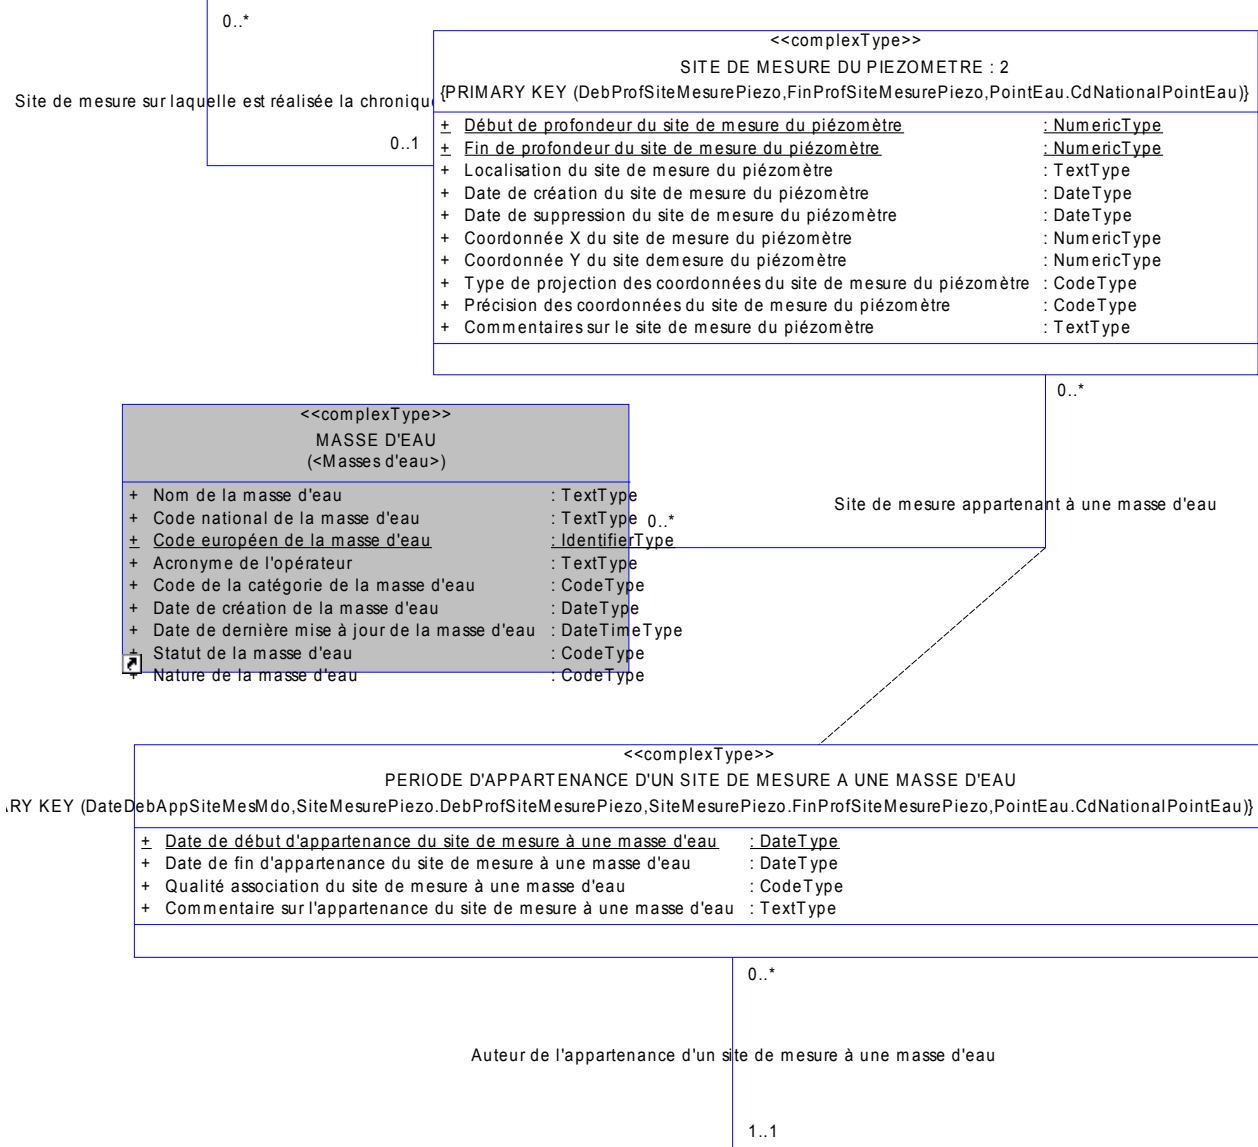 0..*
<<complexType>>
SITE DE MESURE DU PIEZOMETRE : 2
{PRIMARY KEY (DebProfSiteMesurePiezo,FinProfSiteMesurePiezo,PointEau.CdNationalPointEau)}
Site de mesure sur laquelle est réalisée la chronique
0..1
+ Début de profondeur du site de mesure du piézomètre : NumericType
+ Fin de profondeur du site de mesure du piézomètre : NumericType
+ Localisation du site de mesure du piézomètre : TextType
+ Date de création du site de mesure du piézomètre : DateType
+ Date de suppression du site de mesure du piézomètre : DateType
+ Coordonnée X du site de mesure du piézomètre : NumericType
+ Coordonnée Y du site demesure du piézomètre : NumericType
+ Type de projection des coordonnées du site de mesure du piézomètre : CodeType
+ Précision des coordonnées du site de mesure du piézomètre : CodeType
+ Commentaires sur le site de mesure du piézomètre : TextType
0..*
<<complexType>>
MASSE D'EAU
(<Masses d'eau>)
+ Nom de la masse d'eau : TextType
+ Code national de la masse d'eau : TextType
+ Code européen de la masse d'eau : IdentifierType
+ Acronyme de l'opérateur : TextType
+ Code de la catégorie de la masse d'eau : CodeType
+ Date de création de la masse d'eau : DateType
+ Date de dernière mise à jour de la masse d'eau : DateTimeType
+ Statut de la masse d'eau : CodeType
+ Nature de la masse d'eau : CodeType
0..*
Site de mesure appartenant à une masse d'eau
<<complexType>>
PERIODE D'APPARTENANCE D'UN SITE DE MESURE A UNE MASSE D'EAU
ARY KEY (DateDebAppSiteMesMdo,SiteMesurePiezo.DebProfSiteMesurePiezo,SiteMesurePiezo.FinProfSiteMesurePiezo,PointEau.CdNationalPointEau)}
+ Date de début d'appartenance du site de mesure à une masse d'eau : DateType
+ Date de fin d'appartenance du site de mesure à une masse d'eau : DateType
+ Qualité association du site de mesure à une masse d'eau : CodeType
+ Commentaire sur l'appartenance du site de mesure à une masse d'eau : TextType
0..*
Auteur de l'appartenance d'un site de mesure à une masse d'eau
1..1